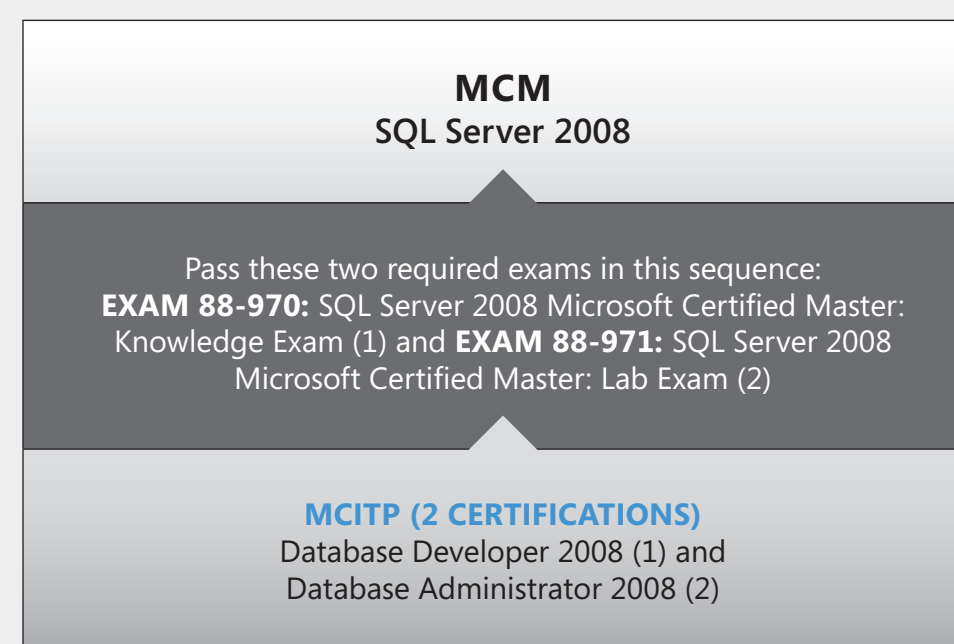 MCM
SQL Server 2008
Pass these two required exams in this sequence:
EXAM 88-970: SQL Server 2008 Microsoft Certified Master:
Knowledge Exam (1) and EXAM 88-971: SQL Server 2008
Microsoft Certified Master: Lab Exam (2)
MCITP (2 CERTIFICATIONS)
Database Developer 2008 (1) and
Database Administrator 2008 (2)